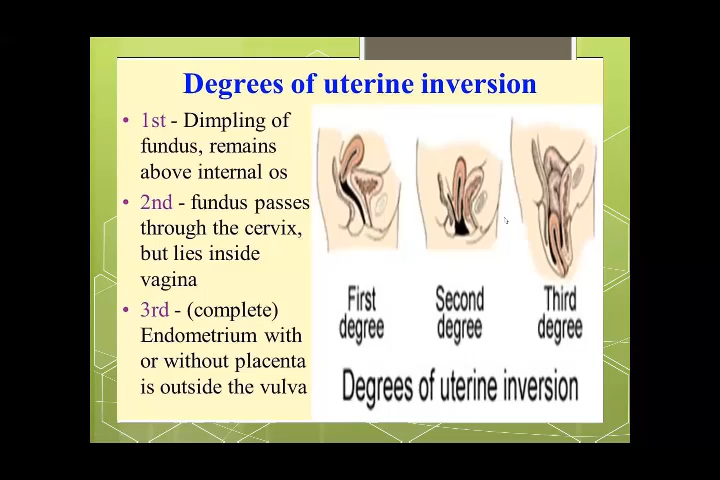 Degrees of uterine inversion
• 1st - Dimpling of
fundus, remains
above internal os
• 2nd - fundus passes
through the cervix,
but lies inside
vagina
• 3rd - (complete)
Endometrium with
or without placenta
is outside the vulva
First
degree
Second
degree
Third
degree
Degrees of uterine inversion